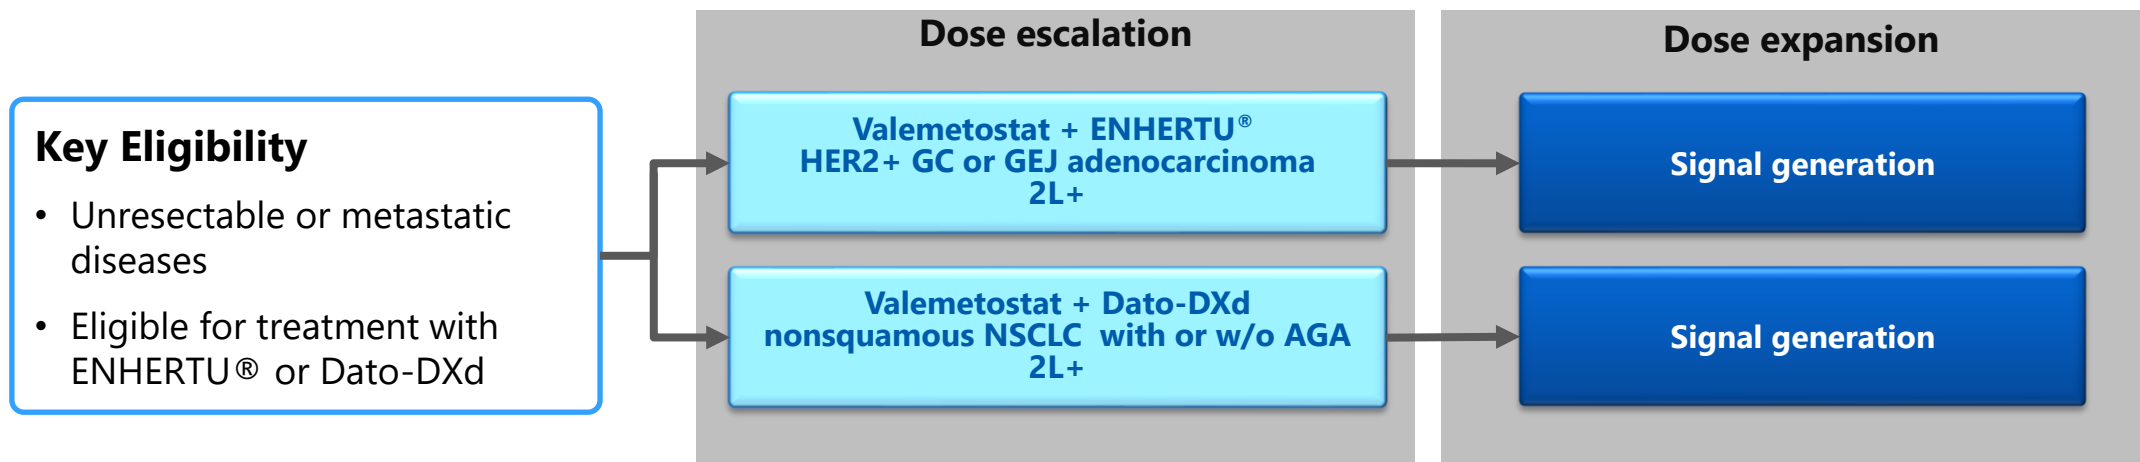 Key Eligibility
• Unresectable or metastatic
diseases
• Eligible for treatment with
ENHERTU® or Dato-DXd
Dose escalation
Valemetostat + ENHERTU®
HER2+ GC or GEJ adenocarcinoma
2L+
Valemetostat + Dato-DXd
nonsquamous NSCLC with or w/o AGA
2L+
Dose expansion
Signal generation
Signal generation